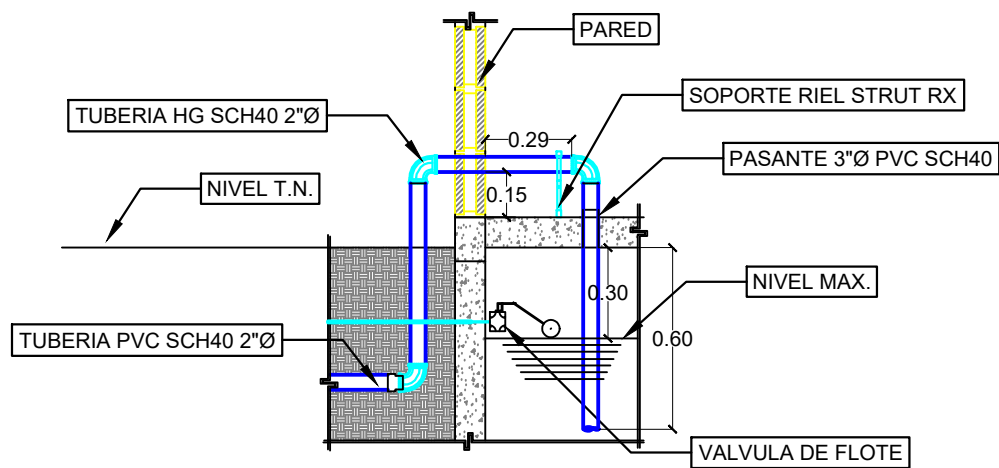 PARED
SOPORTE RIEL STRUT RX
TUBERIA HG SCH40 2"Ø
0.29
PASANTE 3"Ø PVC SCH40
NIVEL T.N.
0.15
NIVEL MAX.
0.30
0.60
TUBERIA PVC SCH40 2"Ø
VALVULA DE FLOTE